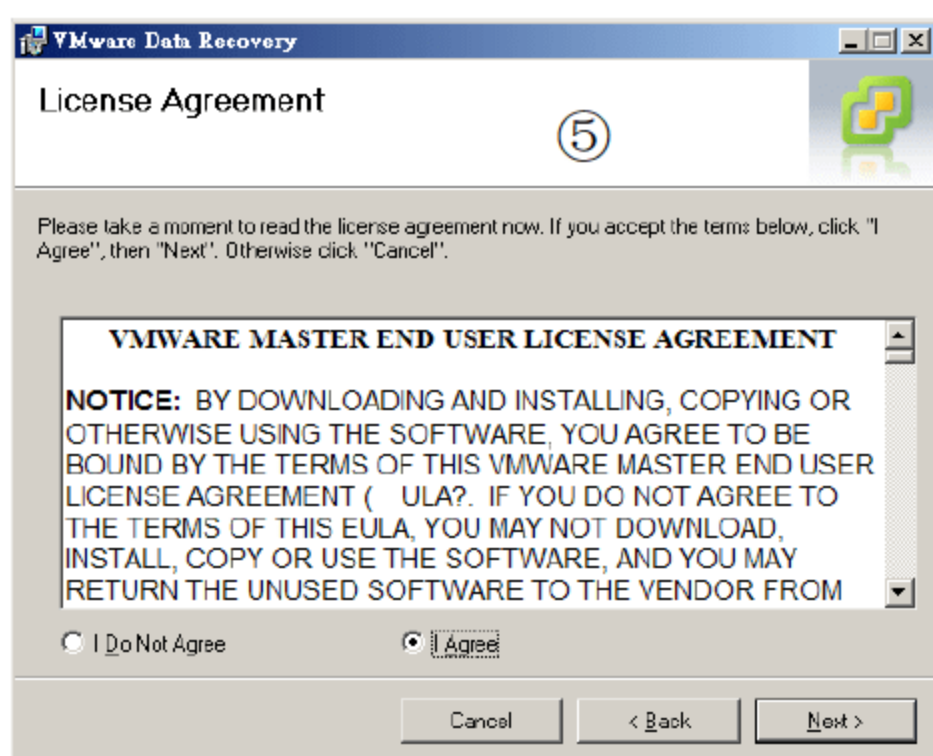 VMware Data Recovery
License Agreement
⑤
Please take a moment to read the license agreement now. If you accept the terms below, click "I
Agree", then "Next". Otherwise click "Cancel".
VMWARE MASTER END USER LICENSE AGREEMENT
NOTICE: BY DOWNLOADING AND INSTALLING, COPYING OR
OTHERWISE USING THE SOFTWARE, YOU AGREE TO BE
BOUND BY THE TERMS OF THIS VMWARE MASTER END USER
LICENSE AGREEMENT ( ULA?. IF YOU DO NOT AGREE TO
THE TERMS OF THIS EULA, YOU MAY NOT DOWNLOAD,
INSTALL, COPY OR USE THE SOFTWARE, AND YOU MAY
RETURN THE UNUSED SOFTWARE TO THE VENDOR FROM
I Do Not Agree I Agree
Cancel < Back Next >